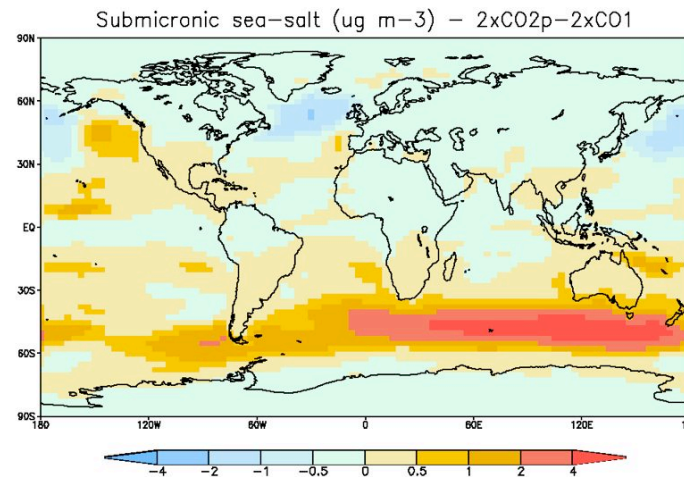 Submicronic sea-salt (ug m-3) - 2xCO2p-2xCO1
90N
60N
30N
EQ
30S
60S
90S
180 120W 60W 0 60E 120E
-4 -2 -1 -0.5 0 0.5 1 2 4